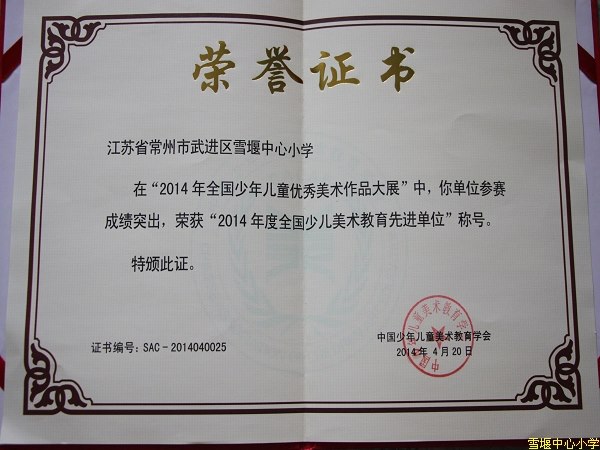 荣誉证书
江苏省常州市武进区雪堰中心小学
在“2014年全国少年儿童优秀美术作品大展”中，你单位参赛
成绩突出，荣获“2014年度全国少儿美术教育先进单位”称号。
特颁此证。
证书编号：SAC－2014040025
中国少年儿童美术教育学会
2014年 4月20日
雪堰中心小学